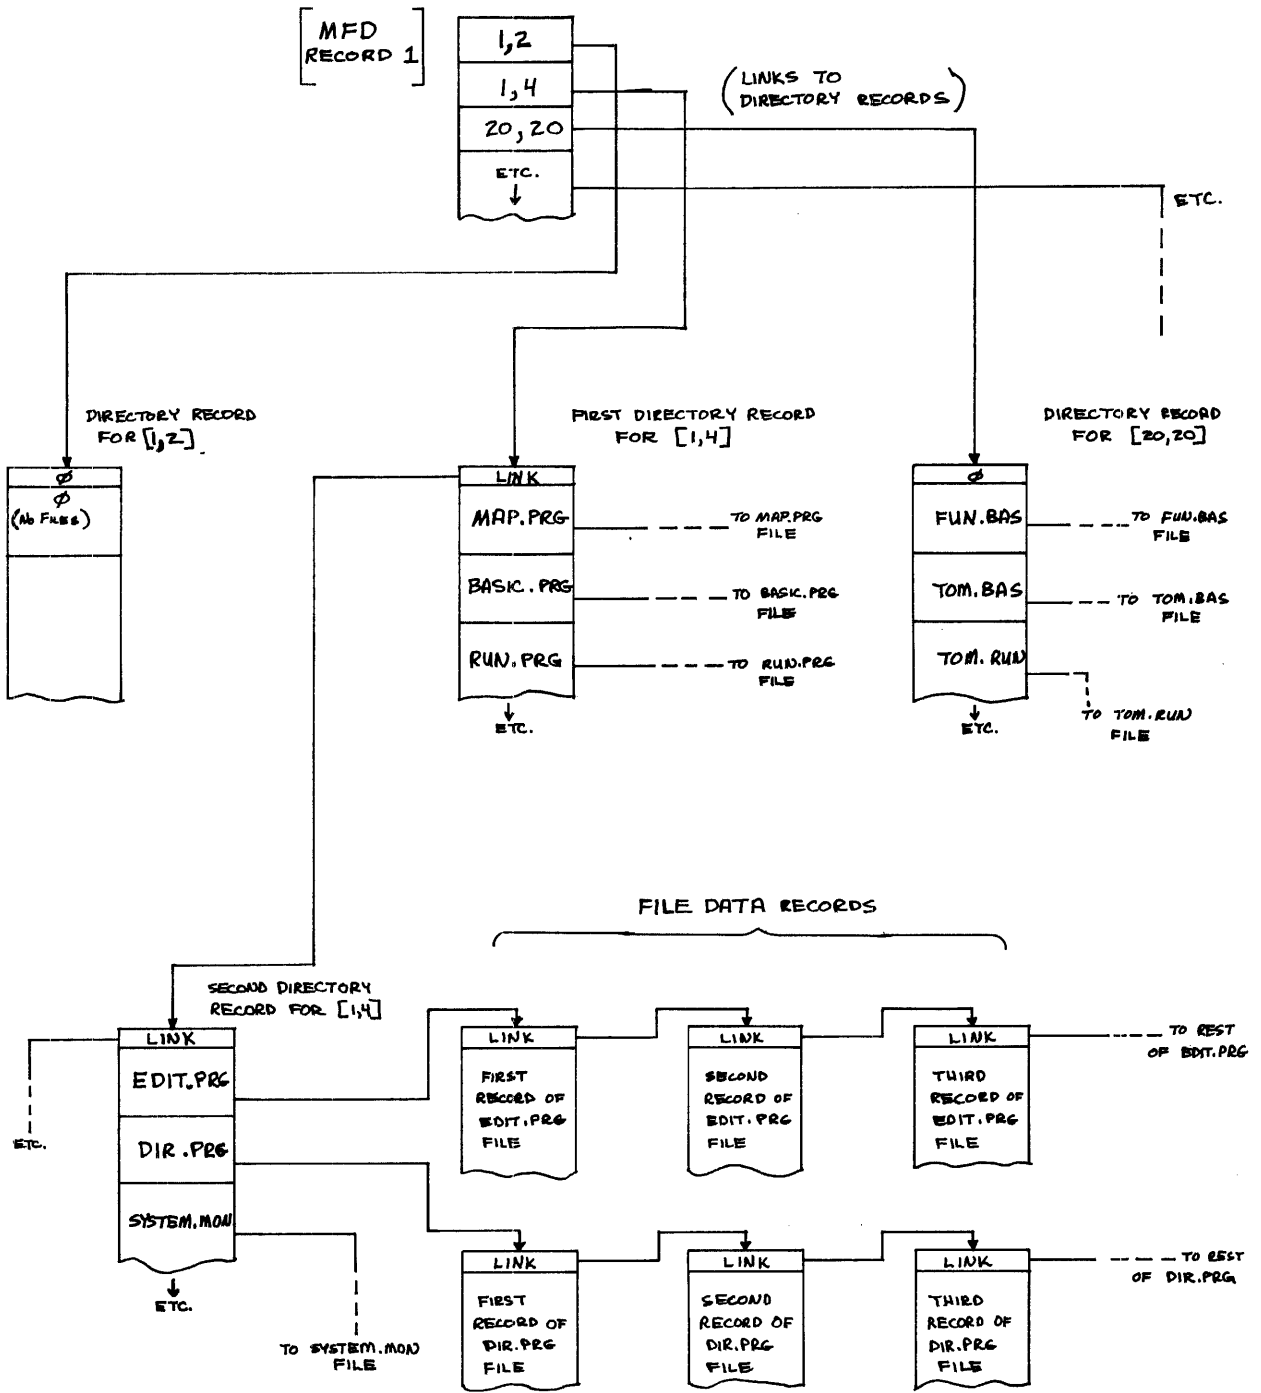 MFD
RECORD 1
1,2
1,4
20,20
ETC.
(LINKS TO
DIRECTORY RECORDS)
ETC.
DIRECTORY RECORD
FOR [1,2]
Ø
Ø
(NO FILES)
FIRST DIRECTORY RECORD
FOR [1,4]
LINK
MAP.PRG
TO MAP.PRG
FILE
BASIC.PRG
TO BASIC.PRG
FILE
RUN.PRG
TO RUN.PRG
FILE
ETC.
DIRECTORY RECORD
FOR [20,20]
Ø
FUN.BAS
TO FUN.BAS
FILE
TOM.BAS
TO TOM.BAS
FILE
TOM.RUN
TO TOM.RUN
FILE
ETC.
FILE DATA RECORDS
SECOND DIRECTORY
RECORD FOR [1,4]
LINK
EDIT.PRG
DIR.PRG
SYSTEM.MON
ETC.
ETC.
TO SYSTEM.MON
FILE
LINK
FIRST
RECORD OF
EDIT.PRG
FILE
LINK
SECOND
RECORD OF
EDIT.PRG
FILE
LINK
THIRD
RECORD OF
EDIT.PRG
FILE
TO REST
OF EDIT.PRG
LINK
FIRST
RECORD OF
DIR.PRG
FILE
LINK
SECOND
RECORD OF
DIR.PRG
FILE
LINK
THIRD
RECORD OF
DIR.PRG
FILE
TO REST
OF DIR.PRG